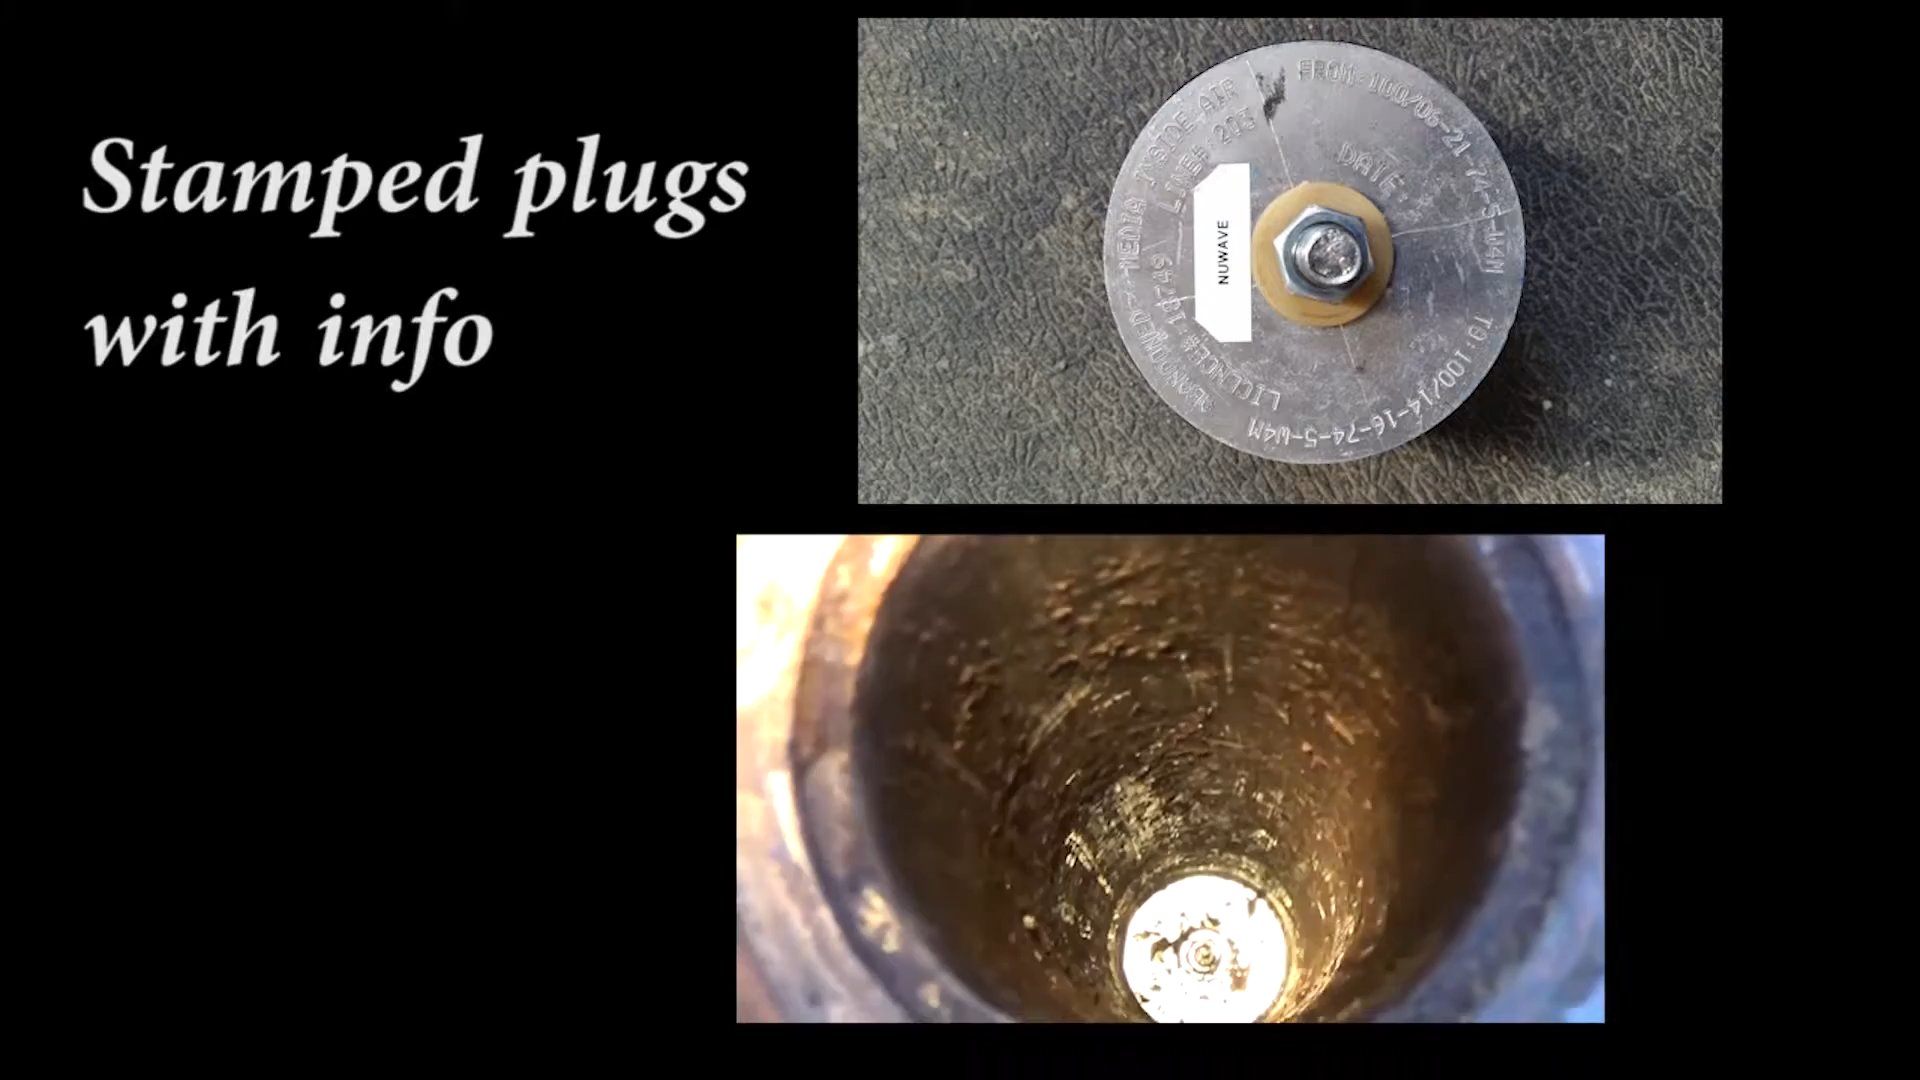 Stamped plugs
with info
FROM:100/06-21-74-5-W4M
DATE:
TO:100/14-16-74-5-W4M
ABANDONED- MEDIA INSIDE AIR
LICENCE#:18749 \ LINE#:203
NUWAVE